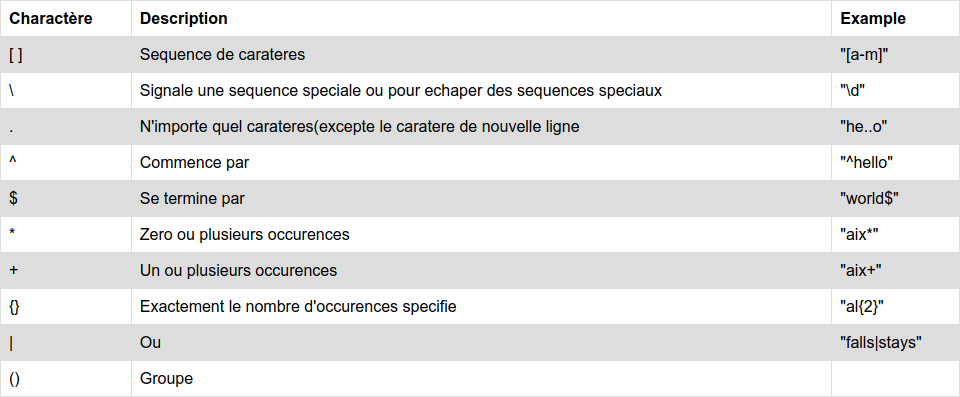 Charactère Description Example
[ ] Sequence de carateres "[a-m]"
\ Signale une sequence speciale ou pour echaper des sequences speciaux "\d"
. N'importe quel carateres(excepte le caratere de nouvelle ligne "he..o"
^ Commence par "^hello"
$ Se termine par "world$"
* Zero ou plusieurs occurences "aix*"
+ Un ou plusieurs occurences "aix+"
{} Exactement le nombre d'occurences specifie "al{2}"
| Ou "falls|stays"
() Groupe